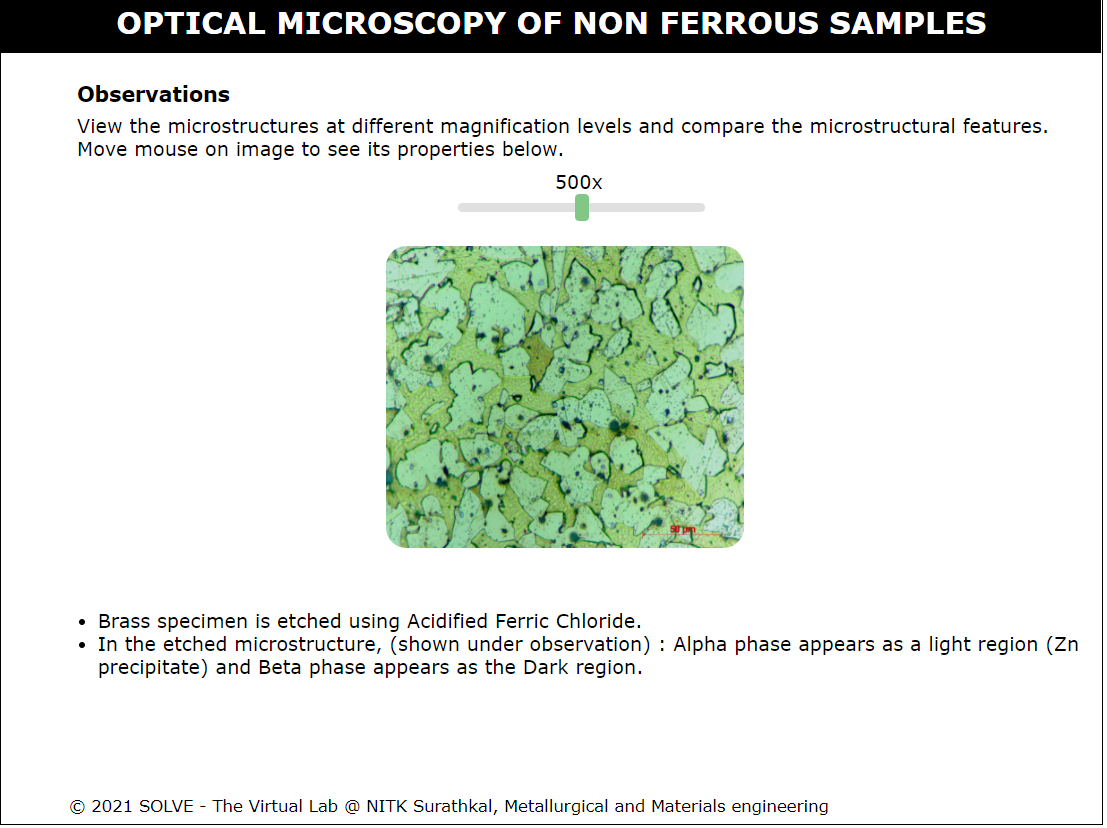 OPTICAL MICROSCOPY OF NON FERROUS SAMPLES
Observations
View the microstructures at different magnification levels and compare the microstructural features.
Move mouse on image to see its properties below.
500x
50 µm
• Brass specimen is etched using Acidified Ferric Chloride.
• In the etched microstructure, (shown under observation) : Alpha phase appears as a light region (Zn
precipitate) and Beta phase appears as the Dark region.
© 2021 SOLVE - The Virtual Lab @ NITK Surathkal, Metallurgical and Materials engineering